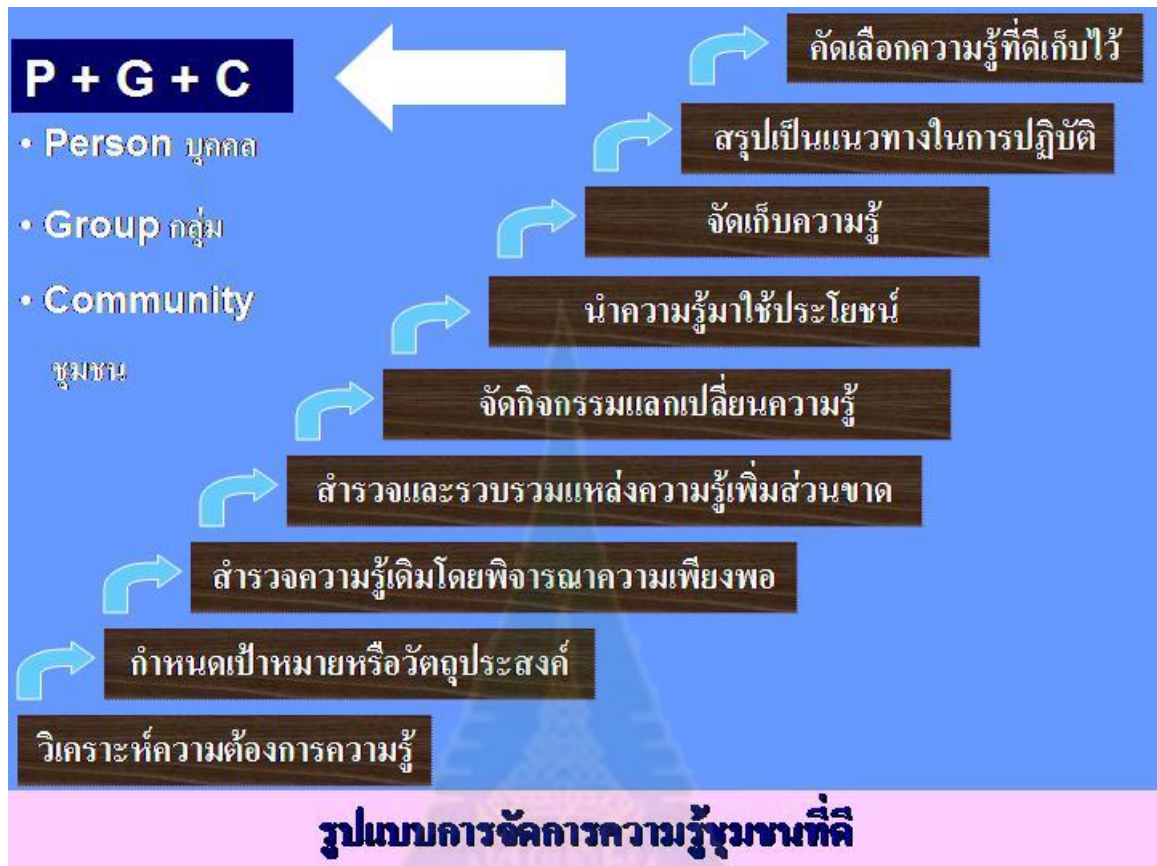 P + G + C
• Person บุคคล
• Group กลุ่ม
• Community
ชุมชน
คัดเลือกความรู้ที่ดีเก็บไว้
สรุปเป็นแนวทางในการปฏิบัติ
จัดเก็บความรู้
นำความรู้มาใช้ประโยชน์
จัดกิจกรรมแลกเปลี่ยนความรู้
สำรวจและรวบรวมแหล่งความรู้เพิ่มส่วนขาด
สำรวจความรู้เดิมโดยพิจารณาความเพียงพอ
กำหนดเป้าหมายหรือวัตถุประสงค์
วิเคราะห์ความต้องการความรู้
รูปแบบการจัดการความรู้ชุมชนที่ดี